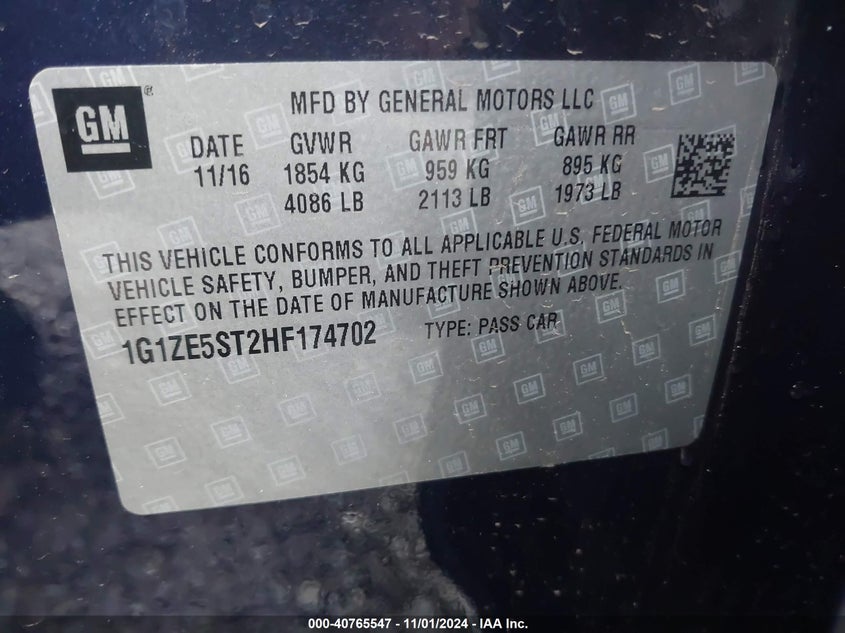 GM
MFD BY GENERAL MOTORS LLC
DATE GVWR GAWR FRT GAWR RR
11/16 1854 KG 959 KG 895 KG
4086 LB 2113 LB 1973 LB
THIS VEHICLE CONFORMS TO ALL APPLICABLE U.S. FEDERAL MOTOR
VEHICLE SAFETY, BUMPER, AND THEFT PREVENTION STANDARDS IN
EFFECT ON THE DATE OF MANUFACTURE SHOWN ABOVE.
1G1ZE5ST2HF174702 TYPE: PASS CAR
000-40765547 - 11/01/2024 - IAA Inc.